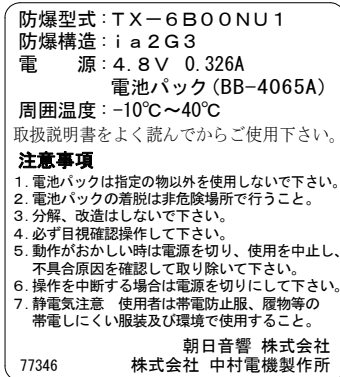 防爆型式：ＴＸ－６Ｂ００ＮＵ１
防爆構造：ｉａ２Ｇ３
電　　源：４.８Ｖ 0.326A
電池パック(BB-4065A)
周囲温度：-10℃～40℃
取扱説明書をよく読んでからご使用下さい。
注意事項
1. 電池パックは指定の物以外を使用しないで下さい。
2. 電池パックの着脱は非危険場所で行うこと。
3. 分解、改造はしないで下さい。
4. 必ず目視確認操作して下さい。
5. 動作がおかしい時は電源を切り、使用を中止し、
不具合原因を確認して取り除いて下さい。
6. 操作を中断する場合は電源を切りにして下さい。
7. 静電気注意　使用者は帯電防止服、履物等の
帯電しにくい服装及び環境で使用すること。
朝日音響 株式会社
77346　株式会社 中村電機製作所